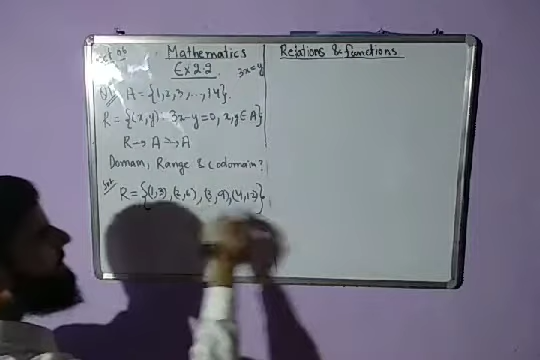 Mathematics
Ex 2.2. 3x=y
Q1. A = {1, 2, 3, ..., 14}.
R = {(x, y): 3x-y=0, x,y ∈ A}
R → A → A
Domain, Range & Codomain?
Sol: R = {(1,3), (2,6), (3,9), (4,12)}
Relations & functions